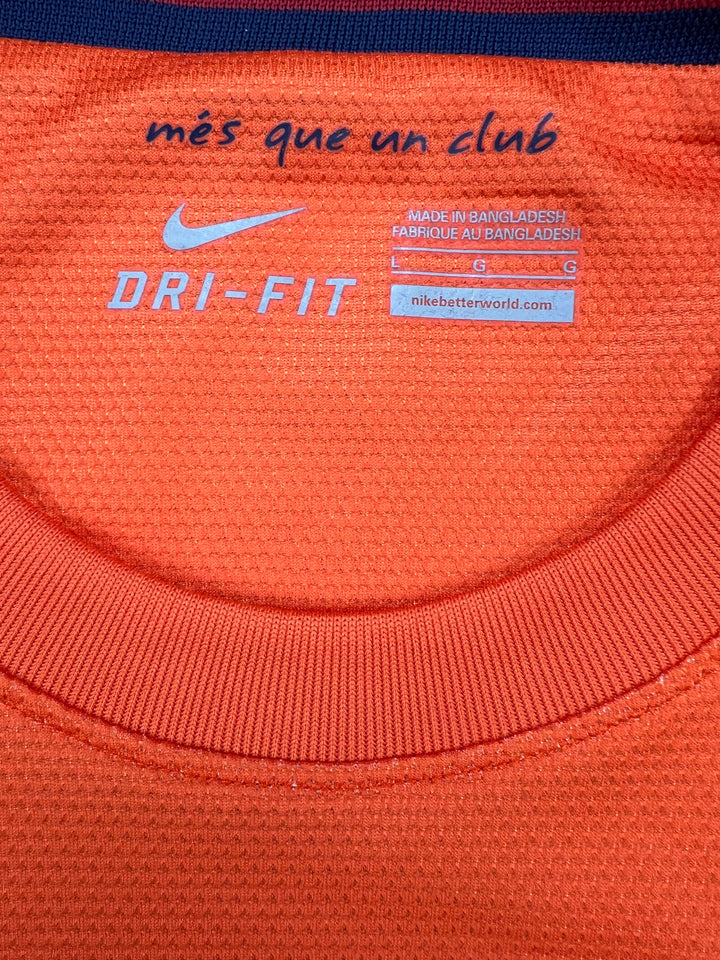 més que un club
DRI-FIT
MADE IN BANGLADESH
FABRIQUE AU BANGLADESH
L G G
nikebetterworld.com